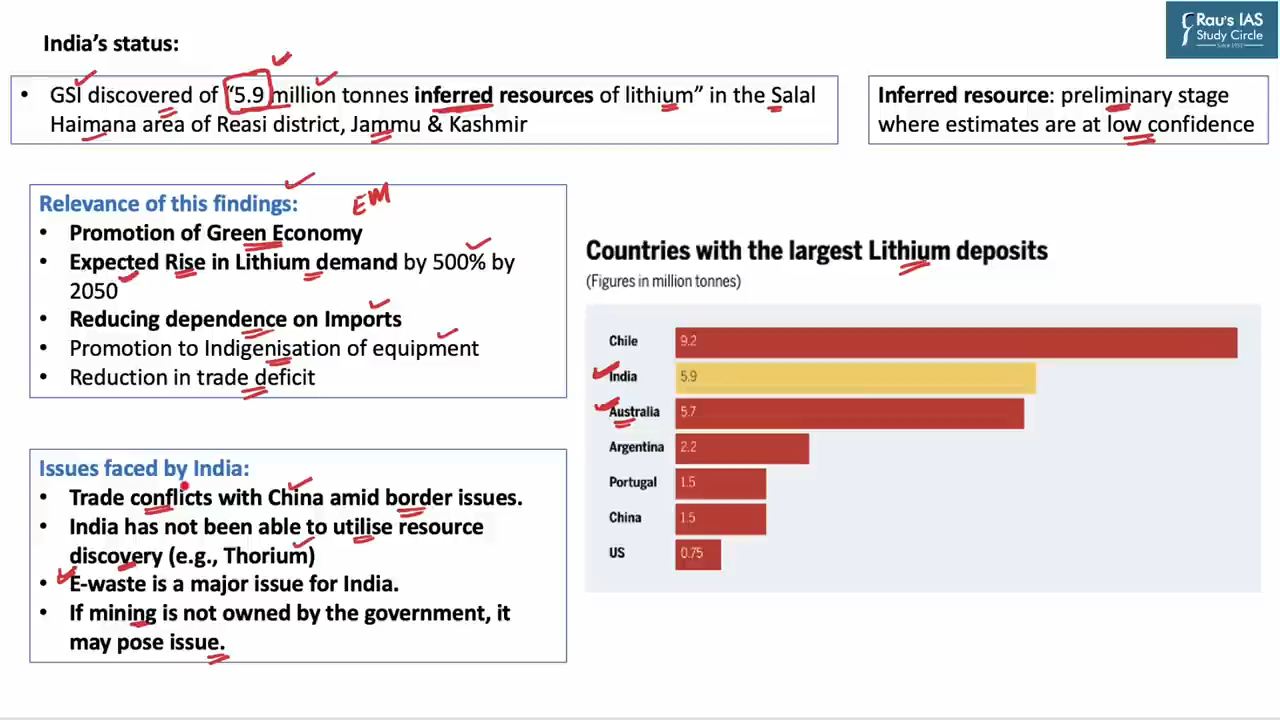 Rau's IAS
Study Circle
Since 1953
India's status:
• GSI discovered of "5.9 million tonnes inferred resources of lithium" in the Salal
Haimana area of Reasi district, Jammu & Kashmir
Inferred resource: preliminary stage
where estimates are at low confidence
Relevance of this findings:
EM
• Promotion of Green Economy
• Expected Rise in Lithium demand by 500% by
2050
• Reducing dependence on Imports
• Promotion to Indigenisation of equipment
• Reduction in trade deficit
Issues faced by India:
• Trade conflicts with China amid border issues.
• India has not been able to utilise resource
discovery (e.g., Thorium)
• E-waste is a major issue for India.
• If mining is not owned by the government, it
may pose issue.
Countries with the largest Lithium deposits
(Figures in million tonnes)
Chile 9.2
India 5.9
Australia 5.7
Argentina 2.2
Portugal 1.5
China 1.5
US 0.75